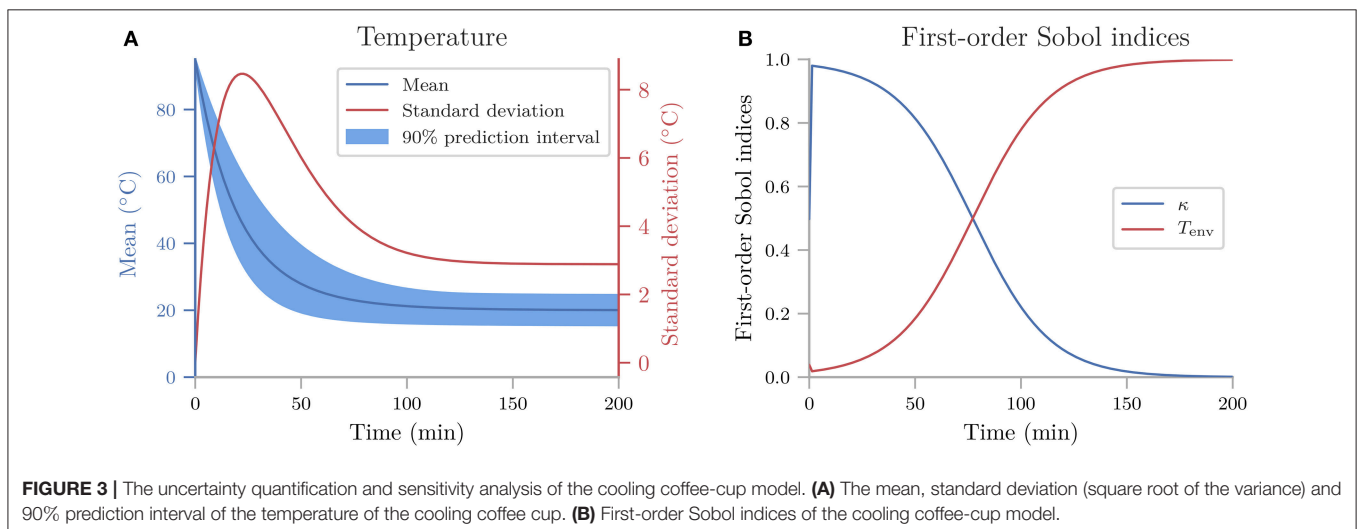 A
Temperature
Mean
Standard deviation
90% prediction interval
Mean (°C)
0
20
40
60
80
Standard deviation (°C)
0
2
4
6
8
0 50 100 150 200
Time (min)
B
First-order Sobol indices
First-order Sobol indices
0.0
0.2
0.4
0.6
0.8
1.0
κ
T_env
0 50 100 150 200
Time (min)
FIGURE 3 | The uncertainty quantification and sensitivity analysis of the cooling coffee-cup model. (A) The mean, standard deviation (square root of the variance) and
90% prediction interval of the temperature of the cooling coffee cup. (B) First-order Sobol indices of the cooling coffee-cup model.